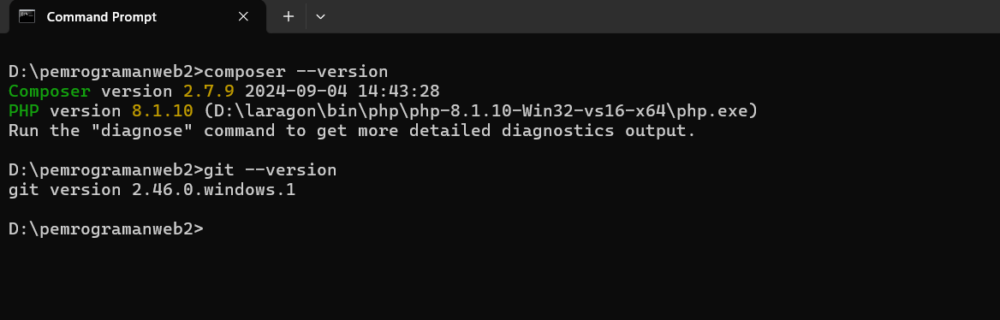 Command Prompt
D:\pemrogramanweb2>composer --version
Composer version 2.7.9 2024-09-04 14:43:28
PHP version 8.1.10 (D:\laragon\bin\php\php-8.1.10-Win32-vs16-x64\php.exe)
Run the "diagnose" command to get more detailed diagnostics output.
D:\pemrogramanweb2>git --version
git version 2.46.0.windows.1
D:\pemrogramanweb2>